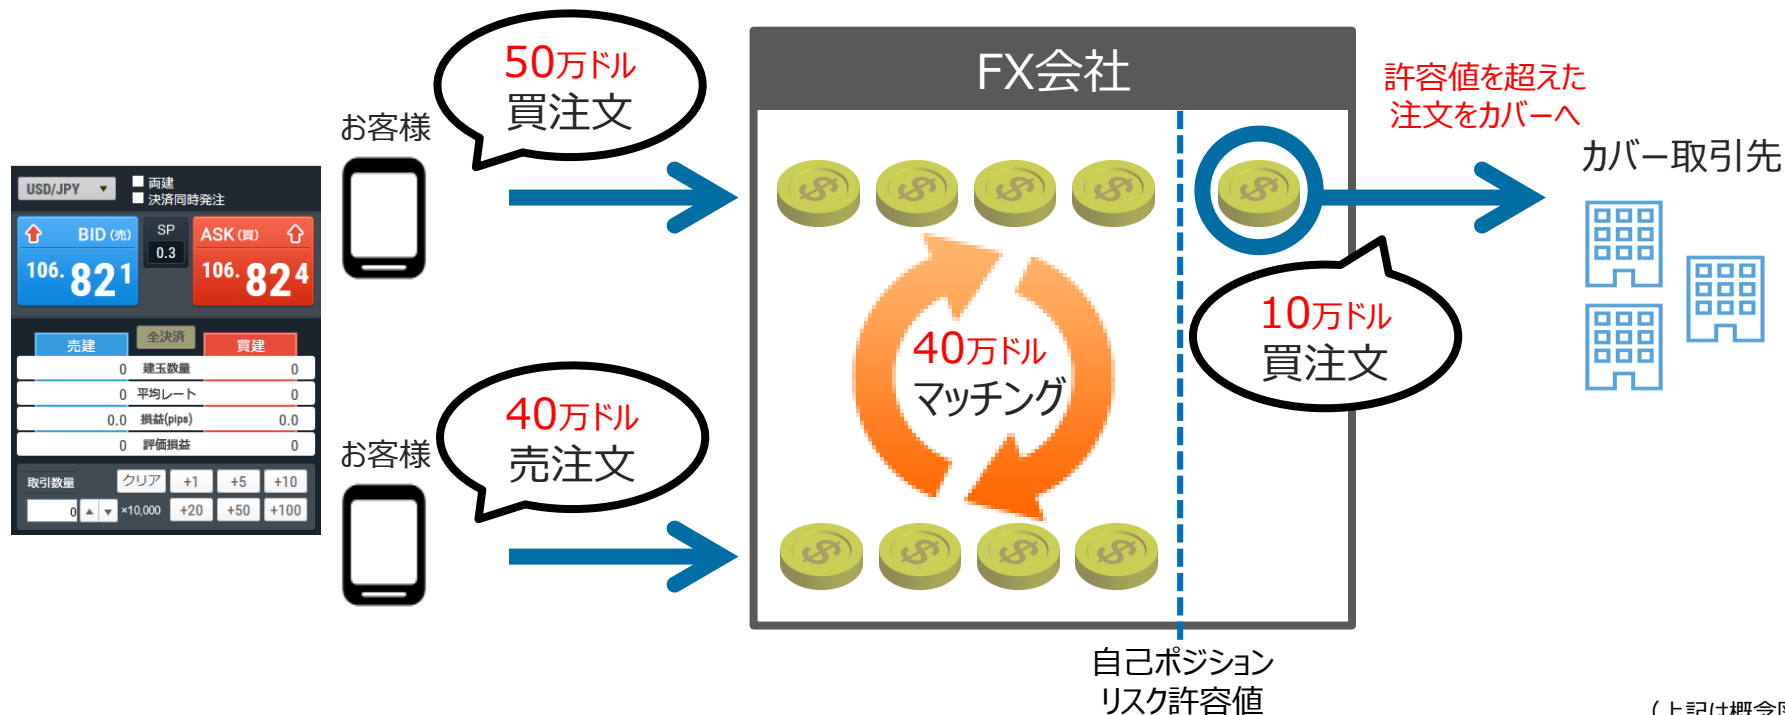 50万ドル
買注文
FX会社
許容値を超えた
注文をカバーへ
お客様
カバー取引先
USD/JPY
両建
決済同時発注
BID (売)
SP
ASK (買)
106.821
0.3
106.824
全決済
売建
買建
0 建玉数量 0
0 平均レート 0
0.0 損益(pips) 0.0
0 評価損益 0
取引数量
クリア +1 +5 +10
0 ×10,000 +20 +50 +100
お客様
40万ドル
売注文
40万ドル
マッチング
10万ドル
買注文
自己ポジション
リスク許容値
(上記は概念